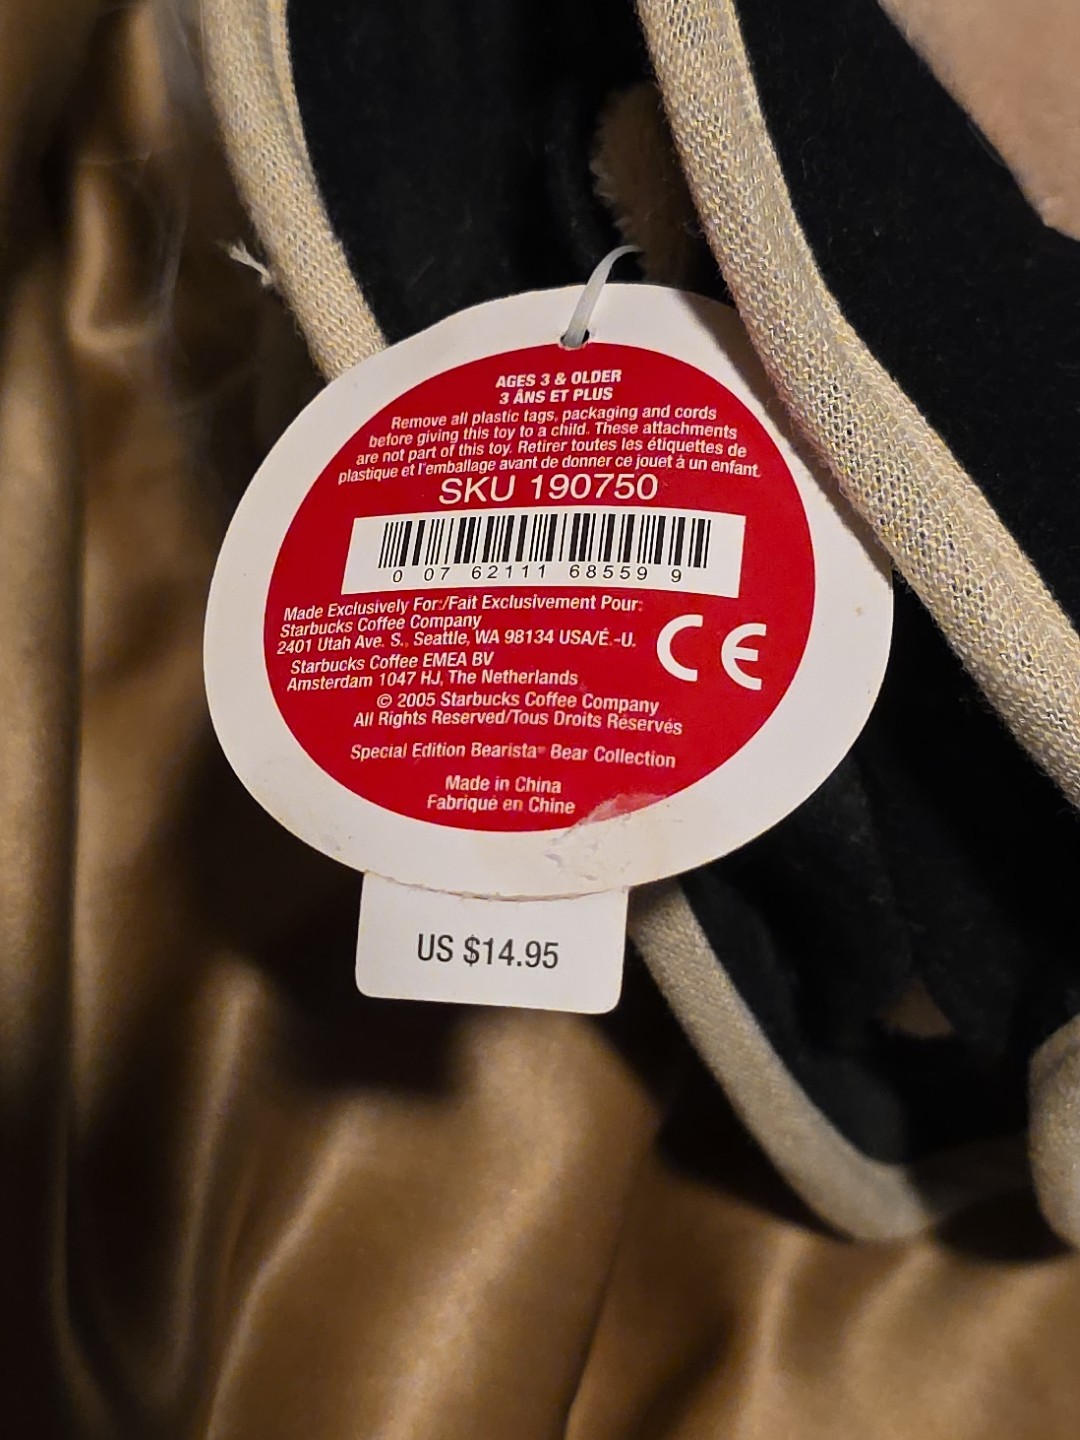 AGES 3 & OLDER
3 ÂNS ET PLUS
Remove all plastic tags, packaging and cords
before giving this toy to a child. These attachments
are not part of this toy. Retirer toutes les étiquettes de
plastique et l'emballage avant de donner ce jouet à un enfant.
SKU 190750
0 07 62111 68559 9
Made Exclusively For:/Fait Exclusivement Pour:
Starbucks Coffee Company
2401 Utah Ave. S., Seattle, WA 98134 USA/É.-U.
Starbucks Coffee EMEA BV
Amsterdam 1047 HJ, The Netherlands
CE
© 2005 Starbucks Coffee Company
All Rights Reserved/Tous Droits Réservés
Special Edition Bearista® Bear Collection
Made in China
Fabriqué en Chine
US $14.95